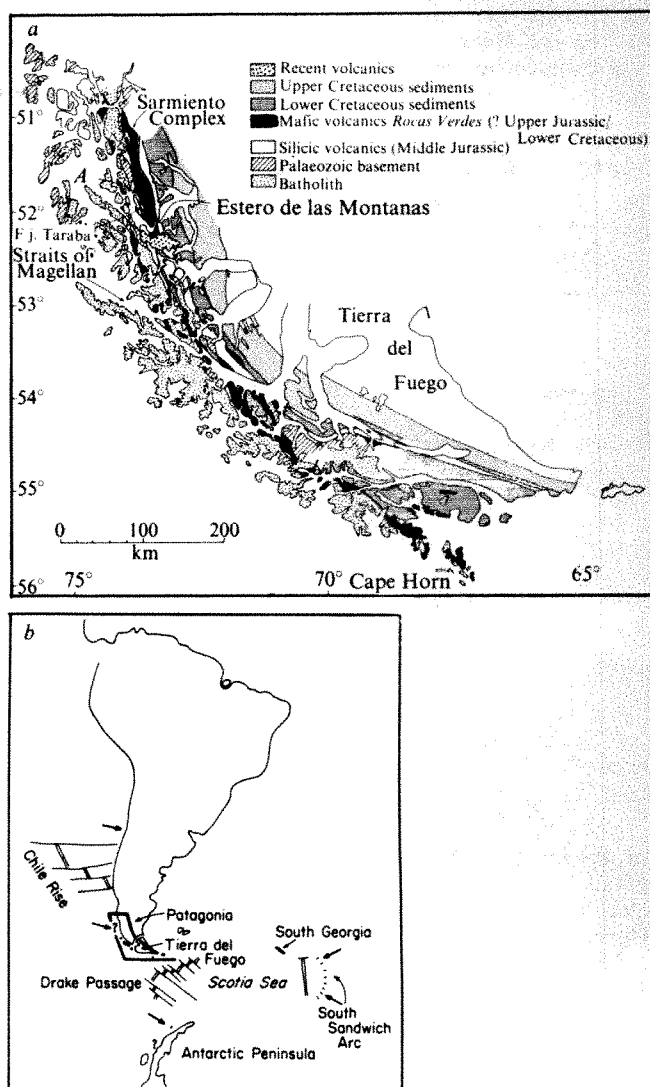 a
Recent volcanics
Upper Cretaceous sediments
Lower Cretaceous sediments
Mafic volcanics Rocus Verdes (? Upper Jurassic/
Lower Cretaceous)
Silicic volcanics (Middle Jurassic)
Palaeozoic basement
Batholith
51°
Sarmiento
Complex
A
52°
Estero de las Montanas
F j. Taraba
Straits of
Magellan
53°
Tierra
del
Fuego
54°
55°
0 100 200
km
56°
75° 70° 65°
Cape Horn
b
Chile Rise
Patagonia
Tierra del
Fuego
South Georgia
Drake Passage
Scotia Sea
South
Sandwich
Arc
?
Antarctic Peninsula